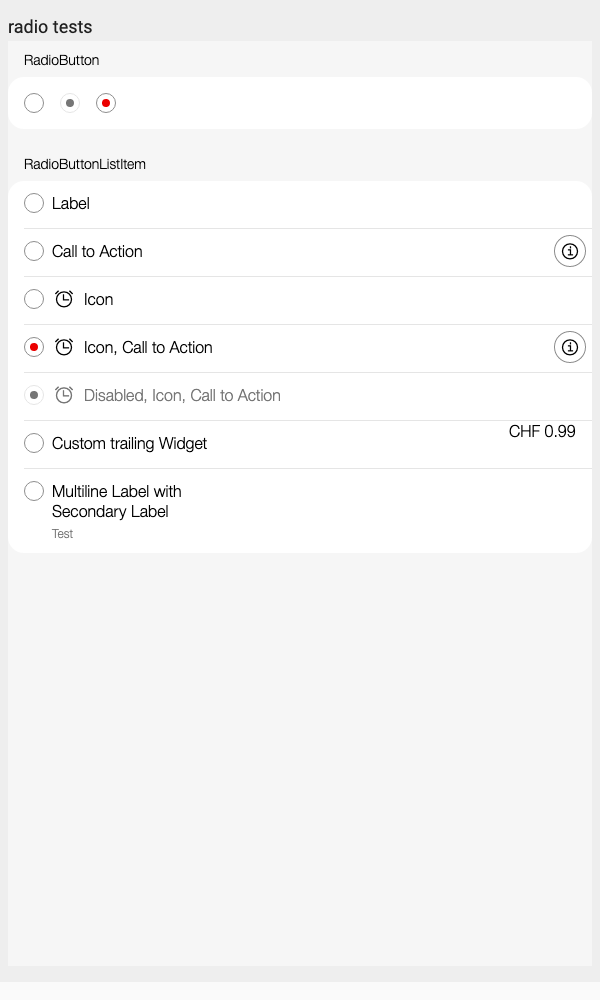 radio tests
RadioButton
RadioButtonListItem
Label
Call to Action
Icon
Icon, Call to Action
Disabled, Icon, Call to Action
Custom trailing Widget
CHF 0.99
Multiline Label with
Secondary Label
Test